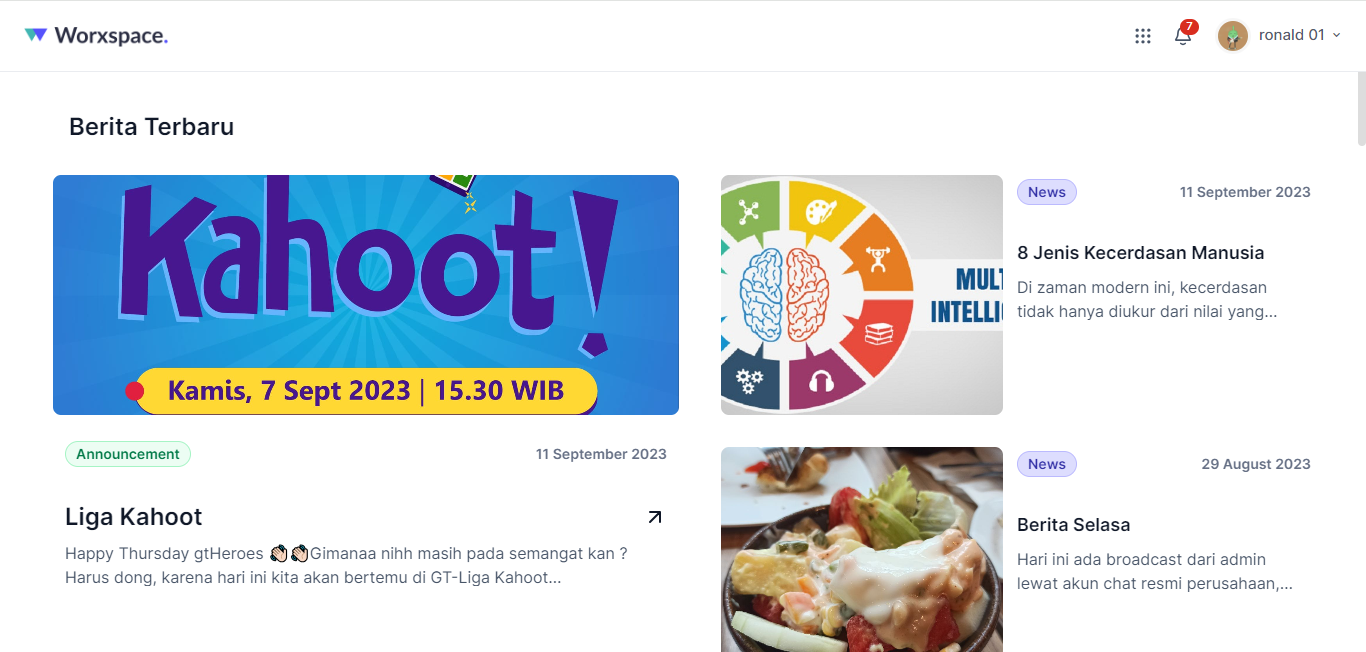 Worxspace.
7
ronald 01
Berita Terbaru
Kahoot!
Kamis, 7 Sept 2023 | 15.30 WIB
Announcement
11 September 2023
Liga Kahoot
Happy Thursday gtHeroes 👏🏻👏🏻Gimanaa nihh masih pada semangat kan ?
Harus dong, karena hari ini kita akan bertemu di GT-Liga Kahoot...
MULT
INTELLI
News
11 September 2023
8 Jenis Kecerdasan Manusia
Di zaman modern ini, kecerdasan
tidak hanya diukur dari nilai yang...
News
29 August 2023
Berita Selasa
Hari ini ada broadcast dari admin
lewat akun chat resmi perusahaan,...